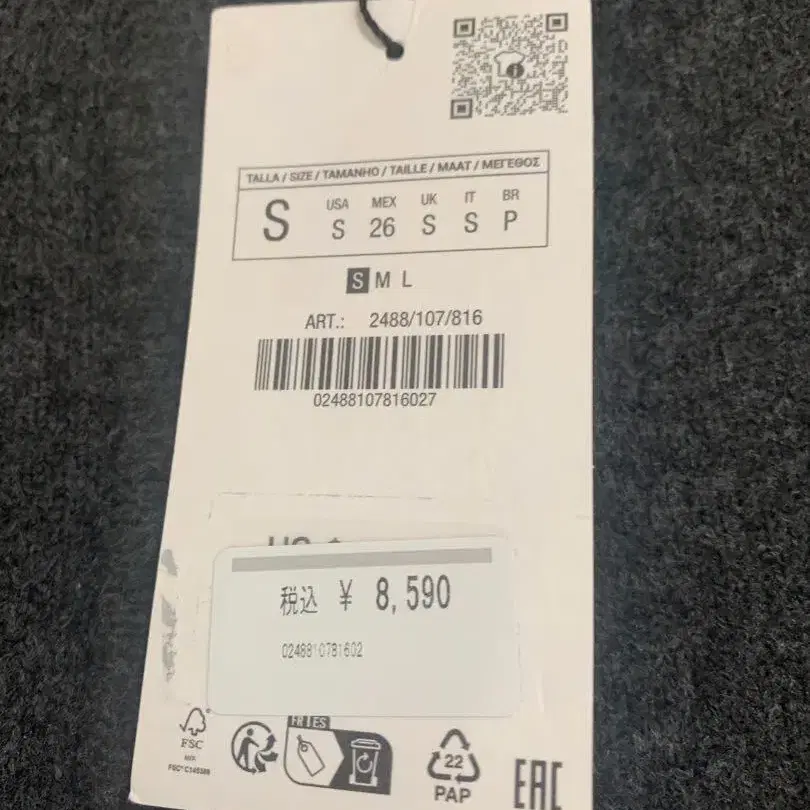 TALLA / SIZE / TAMANHO / TAILLE / MAAT / ΜΕΓΕΘΟΣ
S
USA MEX UK IT BR
S 26 S S P
S M L
ART.: 2488/107/816
02488107816027
税込 ¥ 8,590
0248810781602
FSC
FR ES
22
PAP
EAC